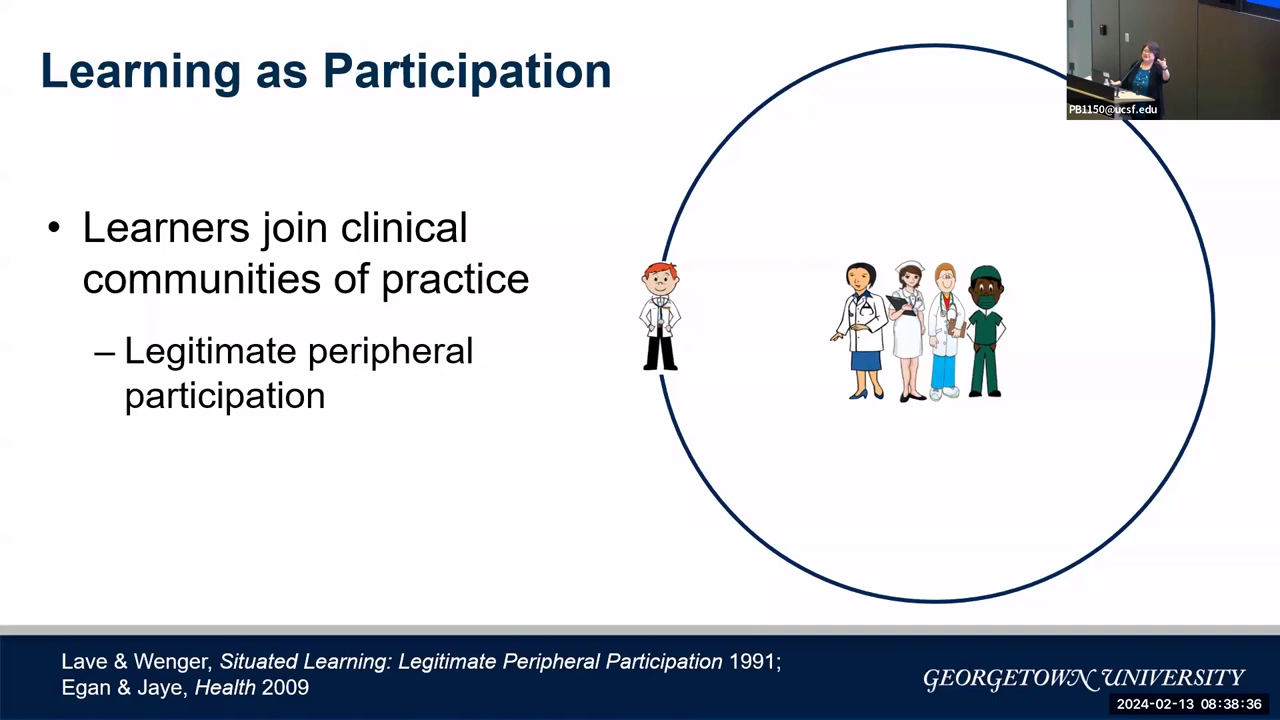 Learning as Participation
PB1150@ucsf.edu
• Learners join clinical
communities of practice
– Legitimate peripheral
participation
Lave & Wenger, Situated Learning: Legitimate Peripheral Participation 1991;
Egan & Jaye, Health 2009
GEORGETOWN UNIVERSITY
2024-02-13 08:38:36